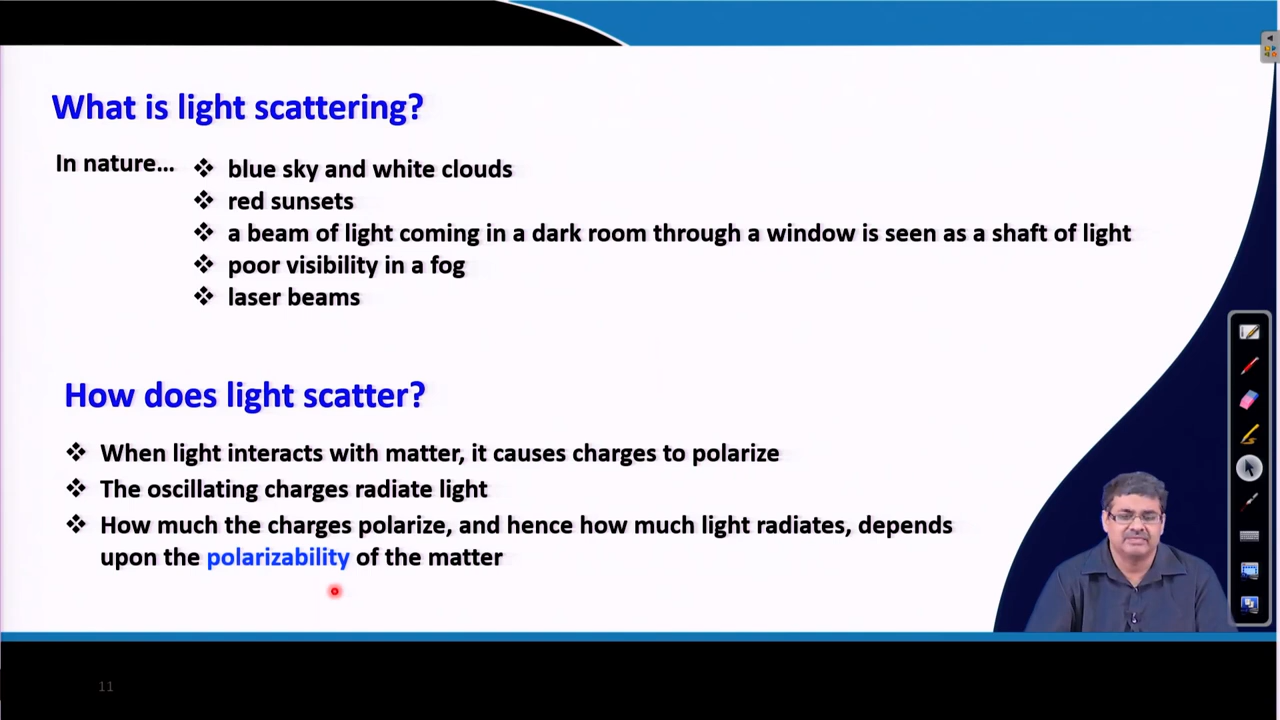 What is light scattering?
In nature...
❖ blue sky and white clouds
❖ red sunsets
❖ a beam of light coming in a dark room through a window is seen as a shaft of light
❖ poor visibility in a fog
❖ laser beams
How does light scatter?
❖ When light interacts with matter, it causes charges to polarize
❖ The oscillating charges radiate light
❖ How much the charges polarize, and hence how much light radiates, depends
upon the polarizability of the matter
11